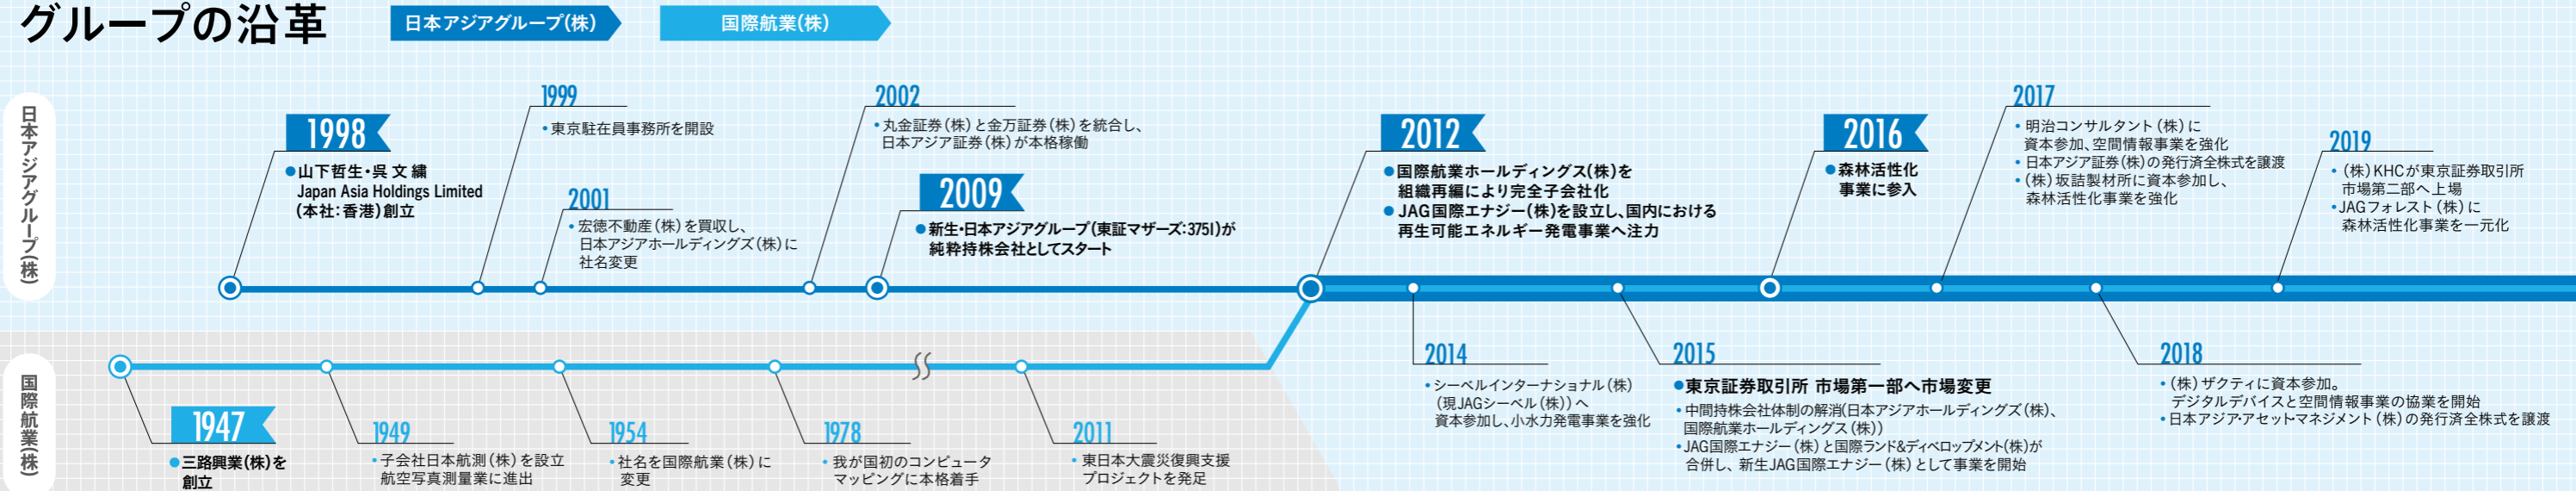 グループの沿革
日本アジアグループ(株)
国際航業(株)
日本アジアグループ(株)
1998
●山下哲生・呉 文 繍
Japan Asia Holdings Limited
(本社:香港)創立
1999
・東京駐在員事務所を開設
2001
・宏徳不動産(株)を買収し、
日本アジアホールディングズ(株)に
社名変更
2002
・丸金証券(株)と金万証券(株)を統合し、
日本アジア証券(株)が本格稼働
2009
●新生・日本アジアグループ(東証マザーズ:3751)が
純粋持株会社としてスタート
2012
●国際航業ホールディングス(株)を
組織再編により完全子会社化
●JAG国際エナジー(株)を設立し、国内における
再生可能エネルギー発電事業へ注力
2016
●森林活性化
事業に参入
2017
・明治コンサルタント(株)に
資本参加、空間情報事業を強化
・日本アジア証券(株)の発行済全株式を譲渡
・(株)坂詰製材所に資本参加し、
森林活性化事業を強化
2019
・(株)KHCが東京証券取引所
市場第二部へ上場
・JAGフォレスト(株)に
森林活性化事業を一元化
国際航業(株)
1947
●三路興業(株)を
創立
1949
・子会社日本航測(株)を設立
航空写真測量業に進出
1954
・社名を国際航業(株)に
変更
1978
・我が国初のコンピュータ
マッピングに本格着手
2011
・東日本大震災復興支援
プロジェクトを発足
2014
・シーベルインターナショナル(株)
(現JAGシーベル(株))へ
資本参加し、小水力発電事業を強化
2015
●東京証券取引所 市場第一部へ市場変更
・中間持株会社体制の解消(日本アジアホールディングズ(株)、
国際航業ホールディングス(株))
・JAG国際エナジー(株)と国際ランド&ディベロップメント(株)が
合併し、新生JAG国際エナジー(株)として事業を開始
2018
・(株)ザクティに資本参加。
デジタルデバイスと空間情報事業の協業を開始
・日本アジア・アセットマネジメント(株)の発行済全株式を譲渡